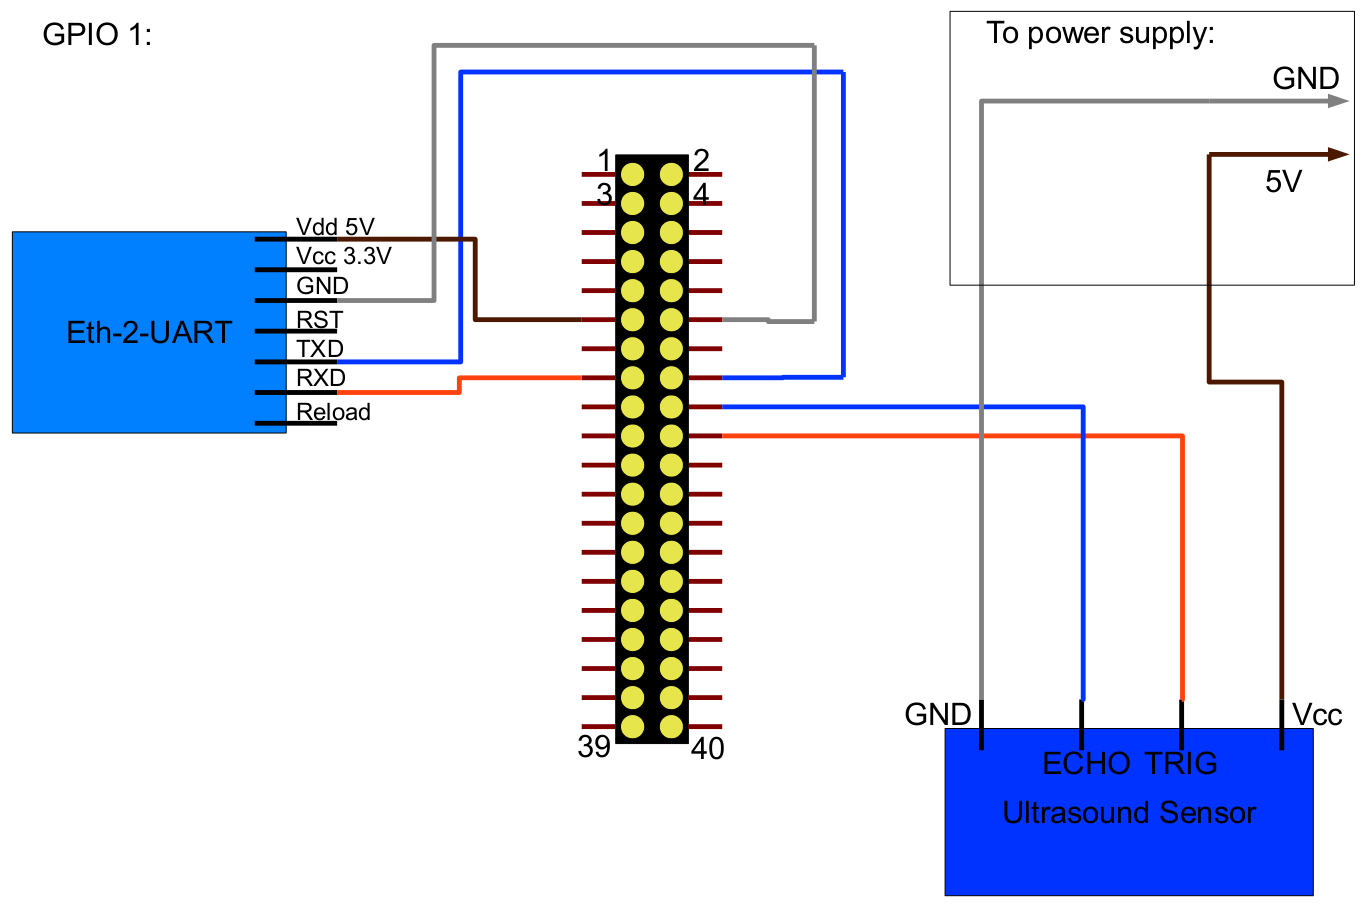 GPIO 1:
To power supply:
GND
5V
1 2
3 4
Vdd 5V
Vcc 3.3V
GND
RST
TXD
RXD
Reload
Eth-2-UART
39 40
GND Vcc
ECHO TRIG
Ultrasound Sensor